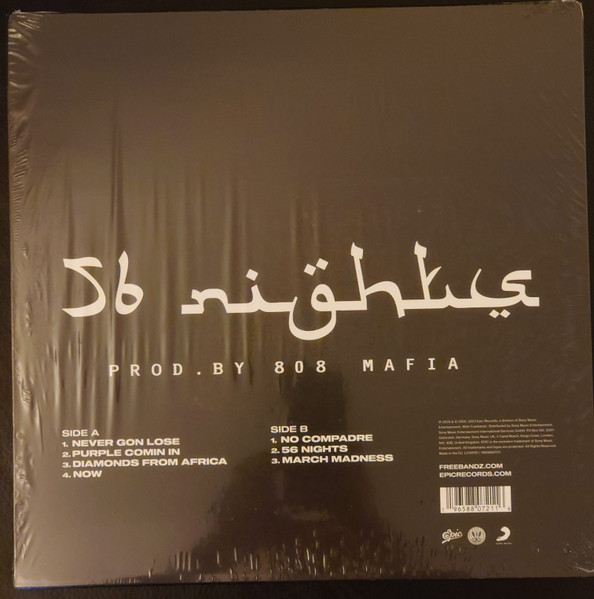 56 nights
PROD.BY 808 MAFIA
SIDE A
1. NEVER GON LOSE
2. PURPLE COMIN IN
3. DIAMONDS FROM AFRICA
4. NOW
SIDE B
1. NO COMPADRE
2. 56 NIGHTS
3. MARCH MADNESS
FREEBANDZ.COM
EPICRECORDS.COM
Epic